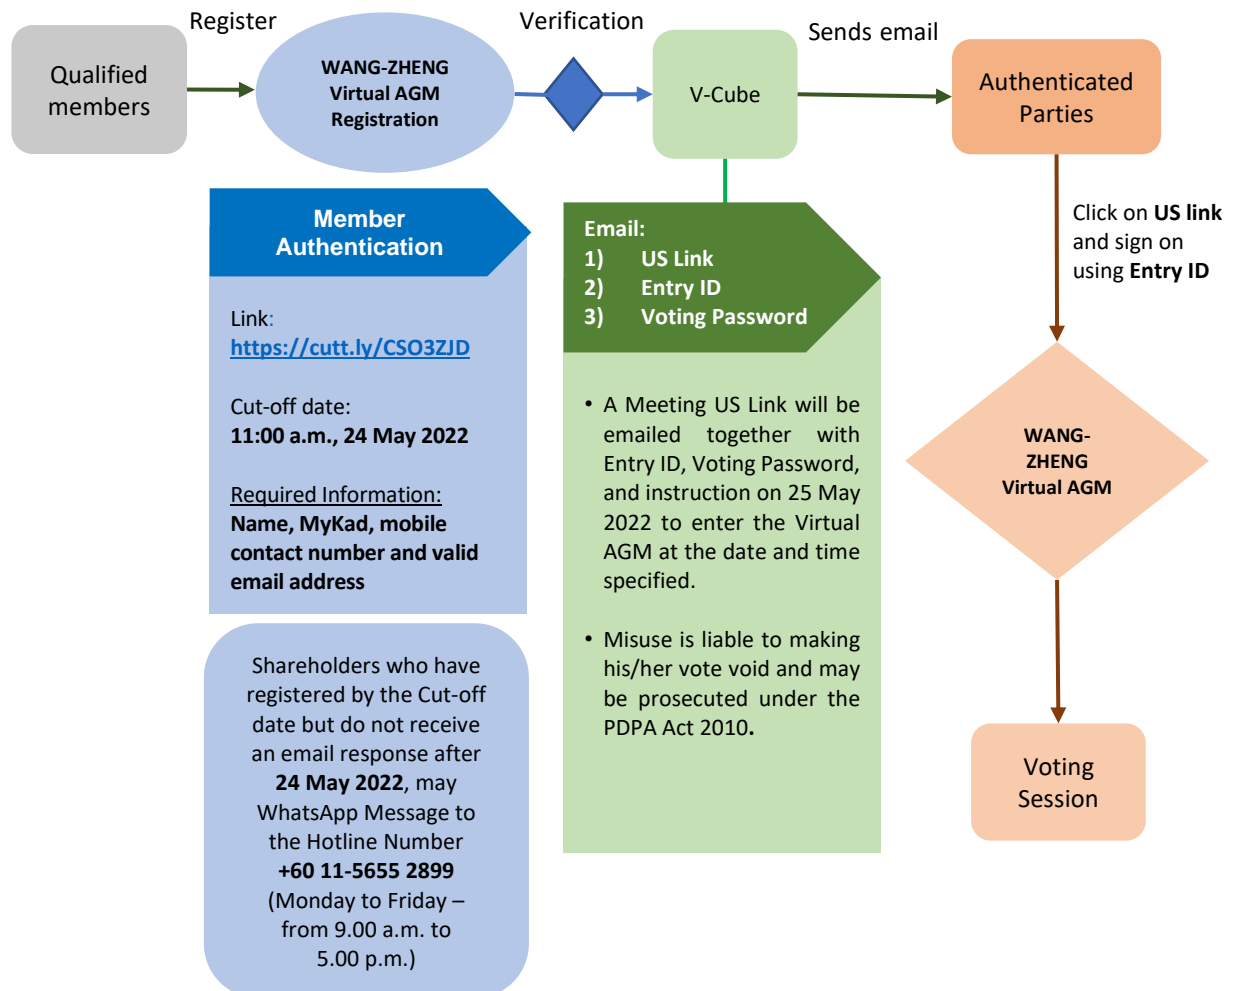 Register
Verification
Sends email
Qualified
members
WANG-ZHENG
Virtual AGM
Registration
V-Cube
Authenticated
Parties
Member
Authentication
Link:
https://cutt.ly/CSO3ZJD
Cut-off date:
11:00 a.m., 24 May 2022
Required Information:
Name, MyKad, mobile
contact number and valid
email address
Shareholders who have
registered by the Cut-off
date but do not receive
an email response after
24 May 2022, may
WhatsApp Message to
the Hotline Number
+60 11-5655 2899
(Monday to Friday –
from 9.00 a.m. to
5.00 p.m.)
Email:
1) US Link
2) Entry ID
3) Voting Password
• A Meeting US Link will be
emailed together with
Entry ID, Voting Password,
and instruction on 25 May
2022 to enter the Virtual
AGM at the date and time
specified.
• Misuse is liable to making
his/her vote void and may
be prosecuted under the
PDPA Act 2010.
Click on US link
and sign on
using Entry ID
WANG-
ZHENG
Virtual AGM
Voting
Session